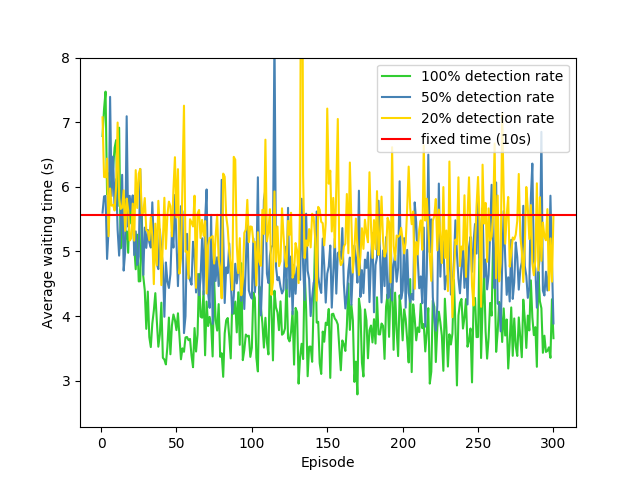 8
7
6
5
4
3
0
50
100
150
200
250
300
Average waiting time (s)
Episode
100% detection rate
50% detection rate
20% detection rate
fixed time (10s)